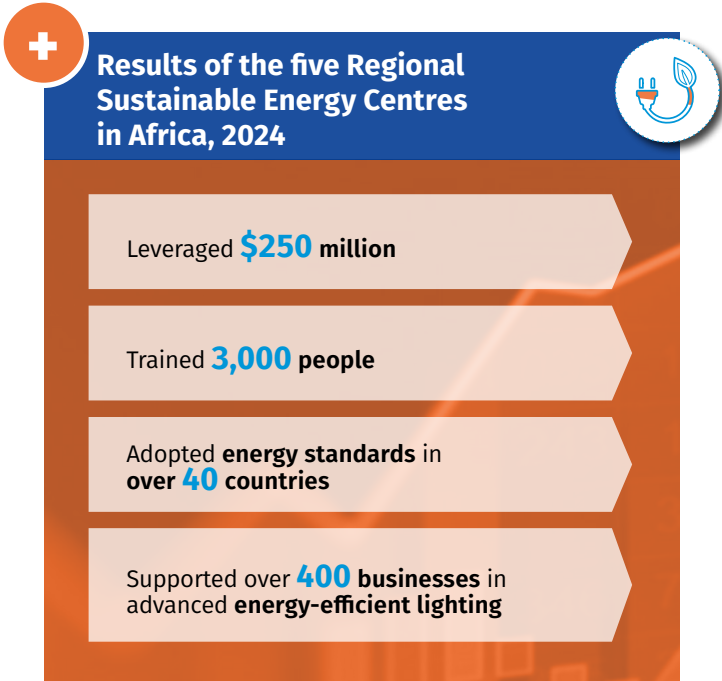 Results of the five Regional
Sustainable Energy Centres
in Africa, 2024
Leveraged $250 million
Trained 3,000 people
Adopted energy standards in
over 40 countries
Supported over 400 businesses in
advanced energy-efficient lighting